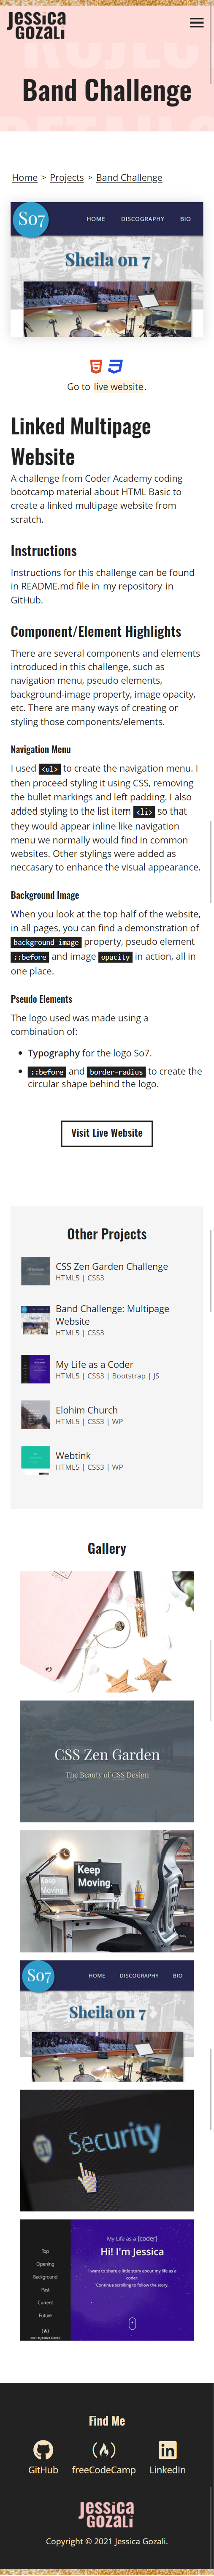 Jessica
GOZALI
Band Challenge
Home > Projects > Band Challenge
So7
HOME DISCOGRAPHY BIO
Sheila on 7
Go to live website.
Linked Multipage
Website
A challenge from Coder Academy coding
bootcamp material about HTML Basic to
create a linked multipage website from
scratch.
Instructions
Instructions for this challenge can be found
in README.md file in my repository in
GitHub.
Component/Element Highlights
There are several components and elements
introduced in this challenge, such as
navigation menu, pseudo elements,
background-image property, image opacity,
etc. There are many ways of creating or
styling those components/elements.
Navigation Menu
I used <ul> to create the navigation menu. I
then proceed styling it using CSS, removing
the bullet markings and left padding. I also
added styling to the list item <li> so that
they would appear inline like navigation
menu we normally would find in common
websites. Other stylings were added as
neccasary to enhance the visual appearance.
Background Image
When you look at the top half of the website,
in all pages, you can find a demonstration of
background-image property, pseudo element
::before and image opacity in action, all in
one place.
Pseudo Elements
The logo used was made using a
combination of:
• Typography for the logo So7.
• ::before and border-radius to create the
circular shape behind the logo.
Visit Live Website
Other Projects
CSS Zen Garden Challenge
HTML5 | CSS3
Band Challenge: Multipage
Website
HTML5 | CSS3
My Life as a Coder
HTML5 | CSS3 | Bootstrap | JS
Elohim Church
HTML5 | CSS3 | WP
Webtink
HTML5 | CSS3 | WP
Gallery
CSS Zen Garden
The Beauty of CSS Design
Keep
Moving.
Keep
Moving
So7
HOME DISCOGRAPHY BIO
Sheila on 7
Security
My Life as a {coder}
Hi! I'm Jessica
I want to share a little story about my life as a
coder.
Continue scrolling to follow the story.
Top
Opening
Background
Past
Current
Future
Find Me
GitHub freeCodeCamp LinkedIn
Jessica
GOZALI
Copyright © 2021 Jessica Gozali.